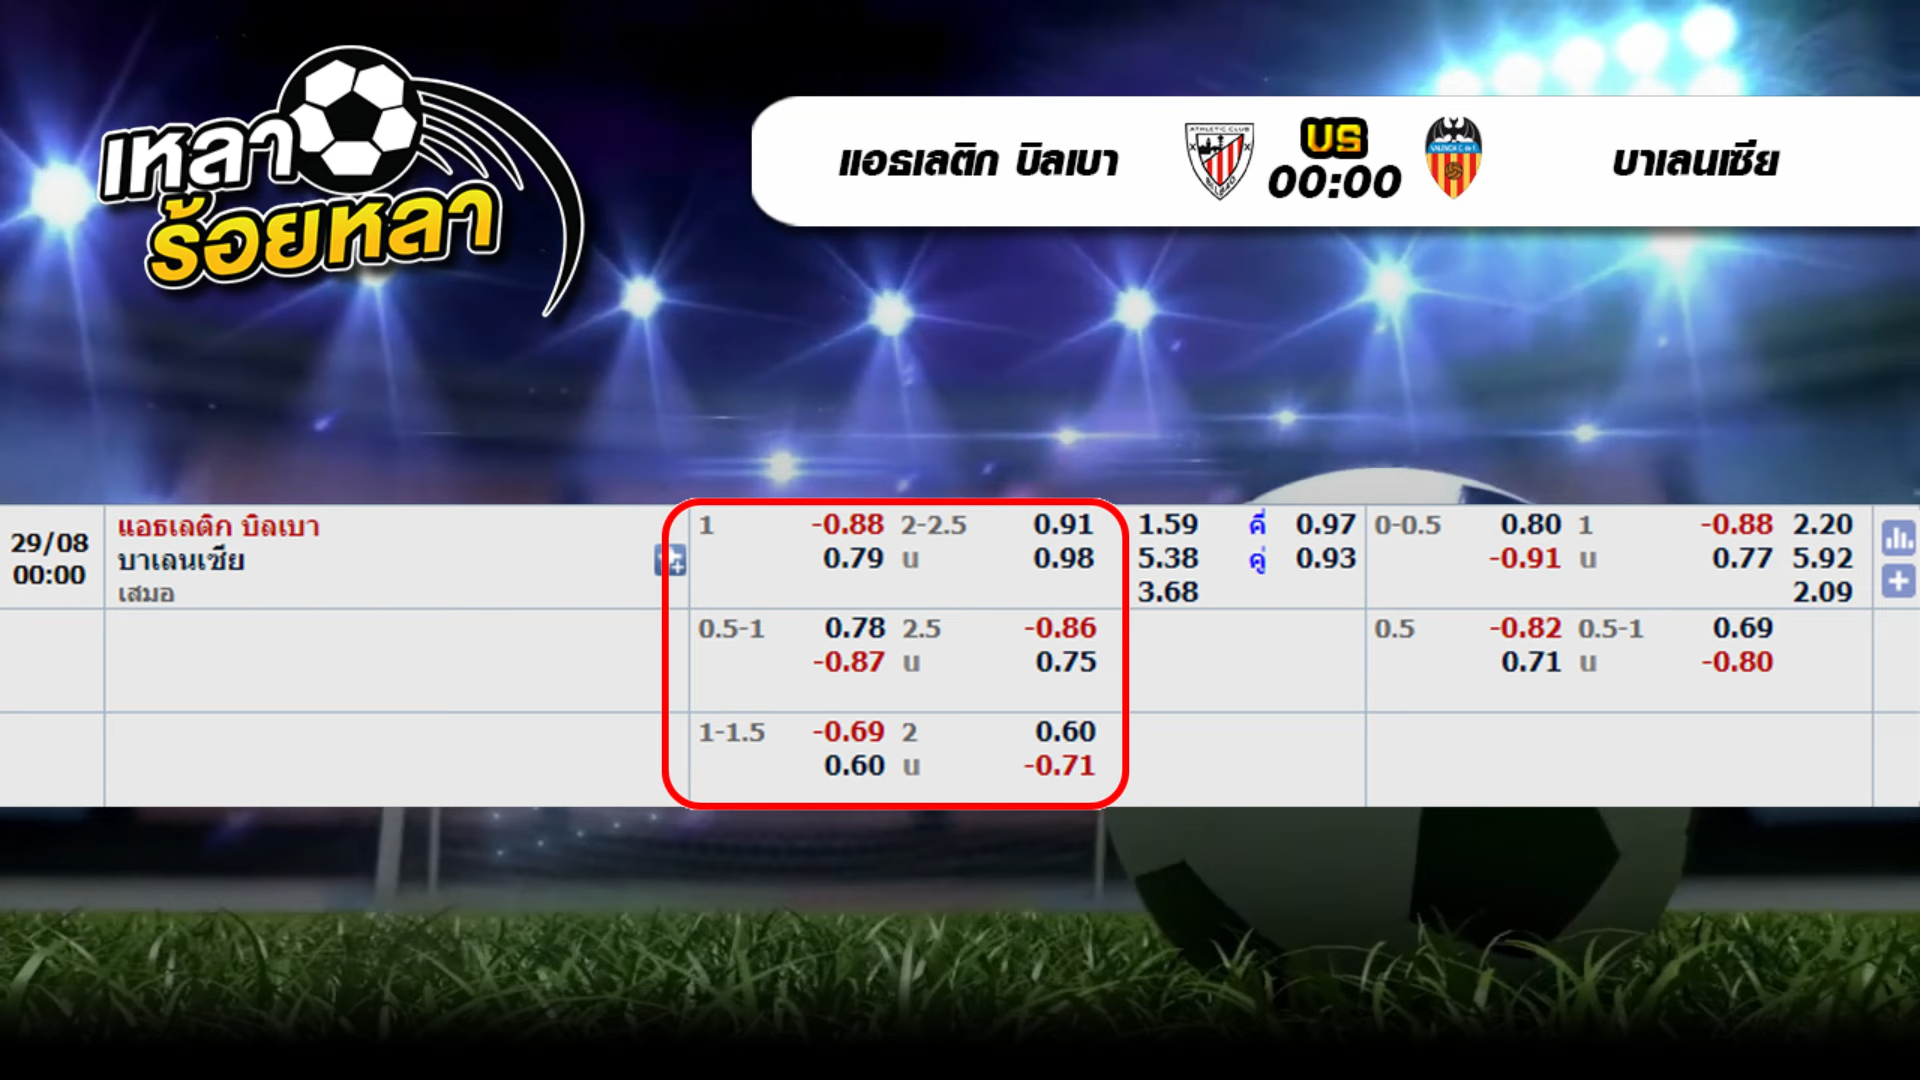 เหลา
ร้อยหลา
แอธเลติก บิลเบา
VS
00:00
บาเลนเซีย
ATHLETIC CLUB
BILBAO
VALENCIA C. de F.
29/08
00:00
แอธเลติก บิลเบา
บาเลนเซีย
เสมอ
1 -0.88 2-2.5 0.91 1.59 คี่ 0.97 0-0.5 0.80 1 -0.88 2.20
0.79 u 0.98 5.38 คู่ 0.93 -0.91 u 0.77 5.92
3.68 2.09
0.5-1 0.78 2.5 -0.86 0.5 -0.82 0.5-1 0.69
-0.87 u 0.75 0.71 u -0.80
1-1.5 -0.69 2 0.60
0.60 u -0.71